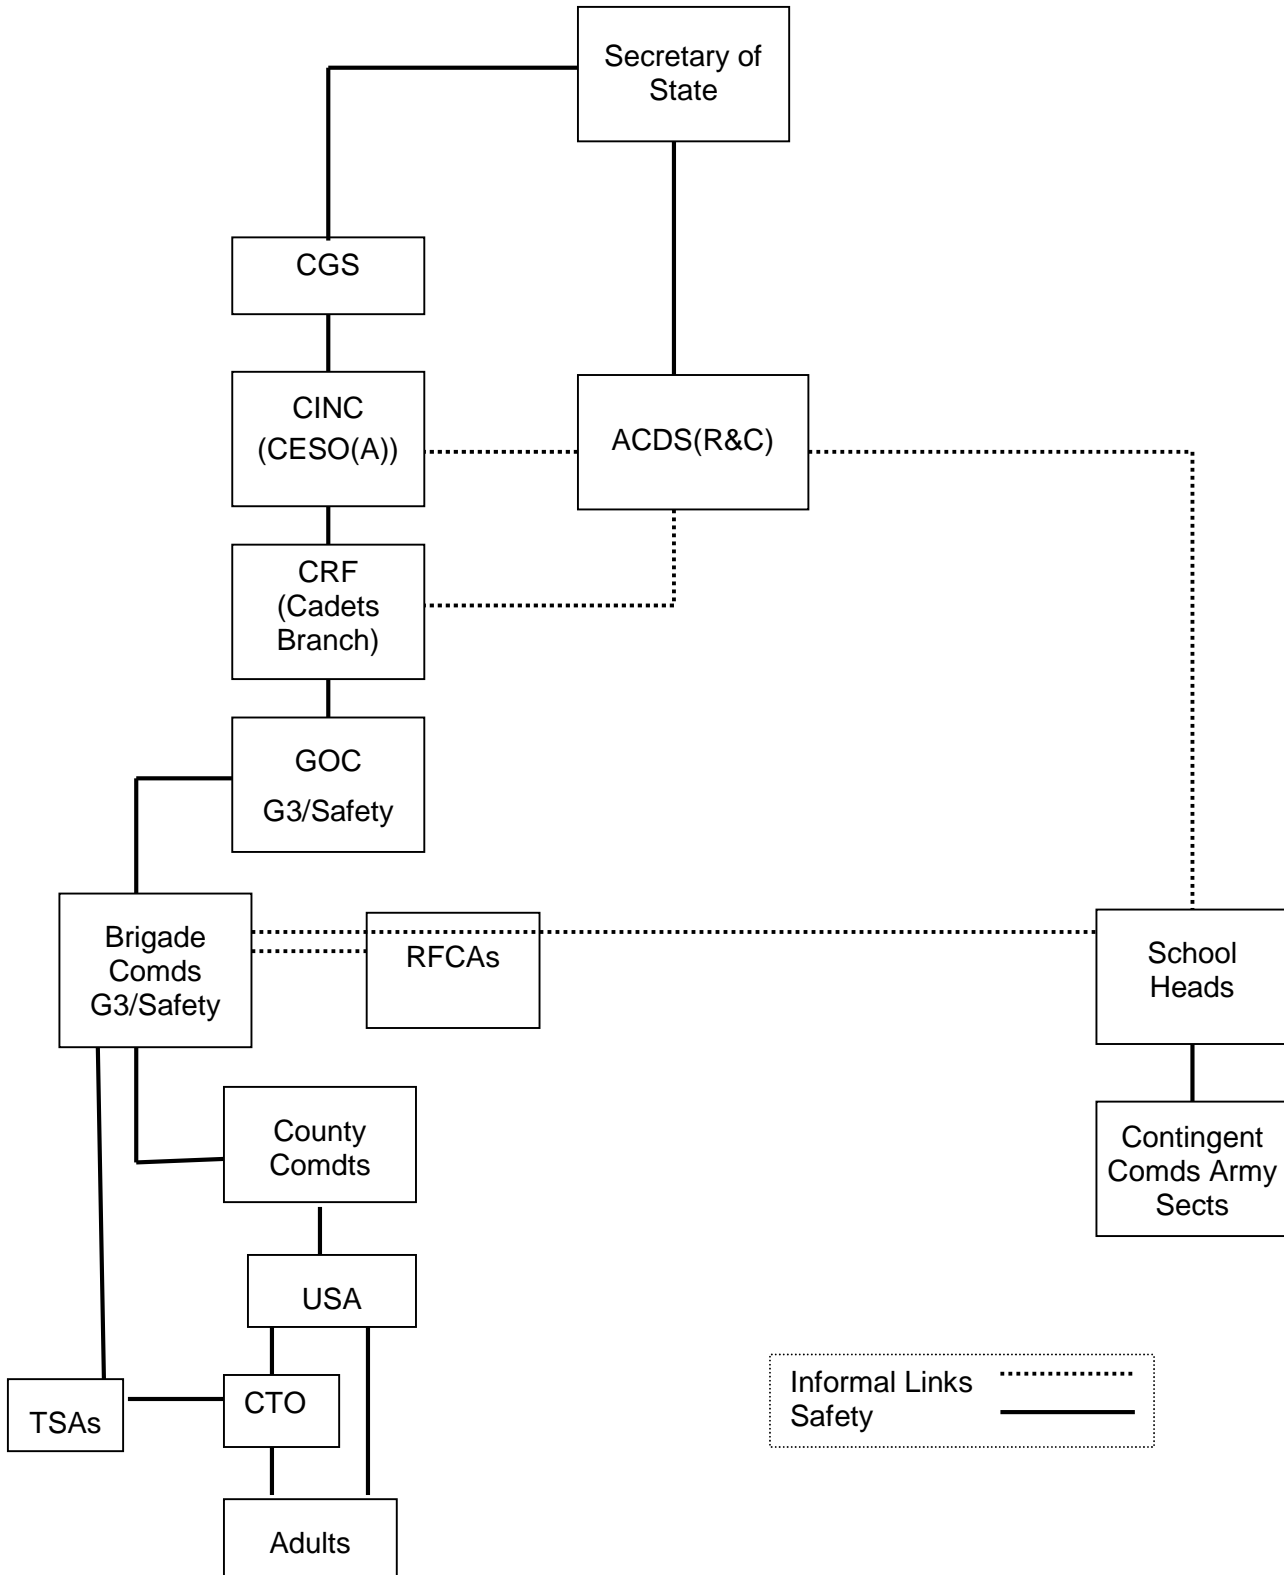 Secretary of
State
CGS
CINC
(CESO(A))
ACDS(R&C)
CRF
(Cadets
Branch)
GOC
G3/Safety
Brigade
Comds
G3/Safety
RFCAs
School
Heads
County
Comdts
Contingent
Comds Army
Sects
USA
TSAs
CTO
Informal Links
Safety
Adults